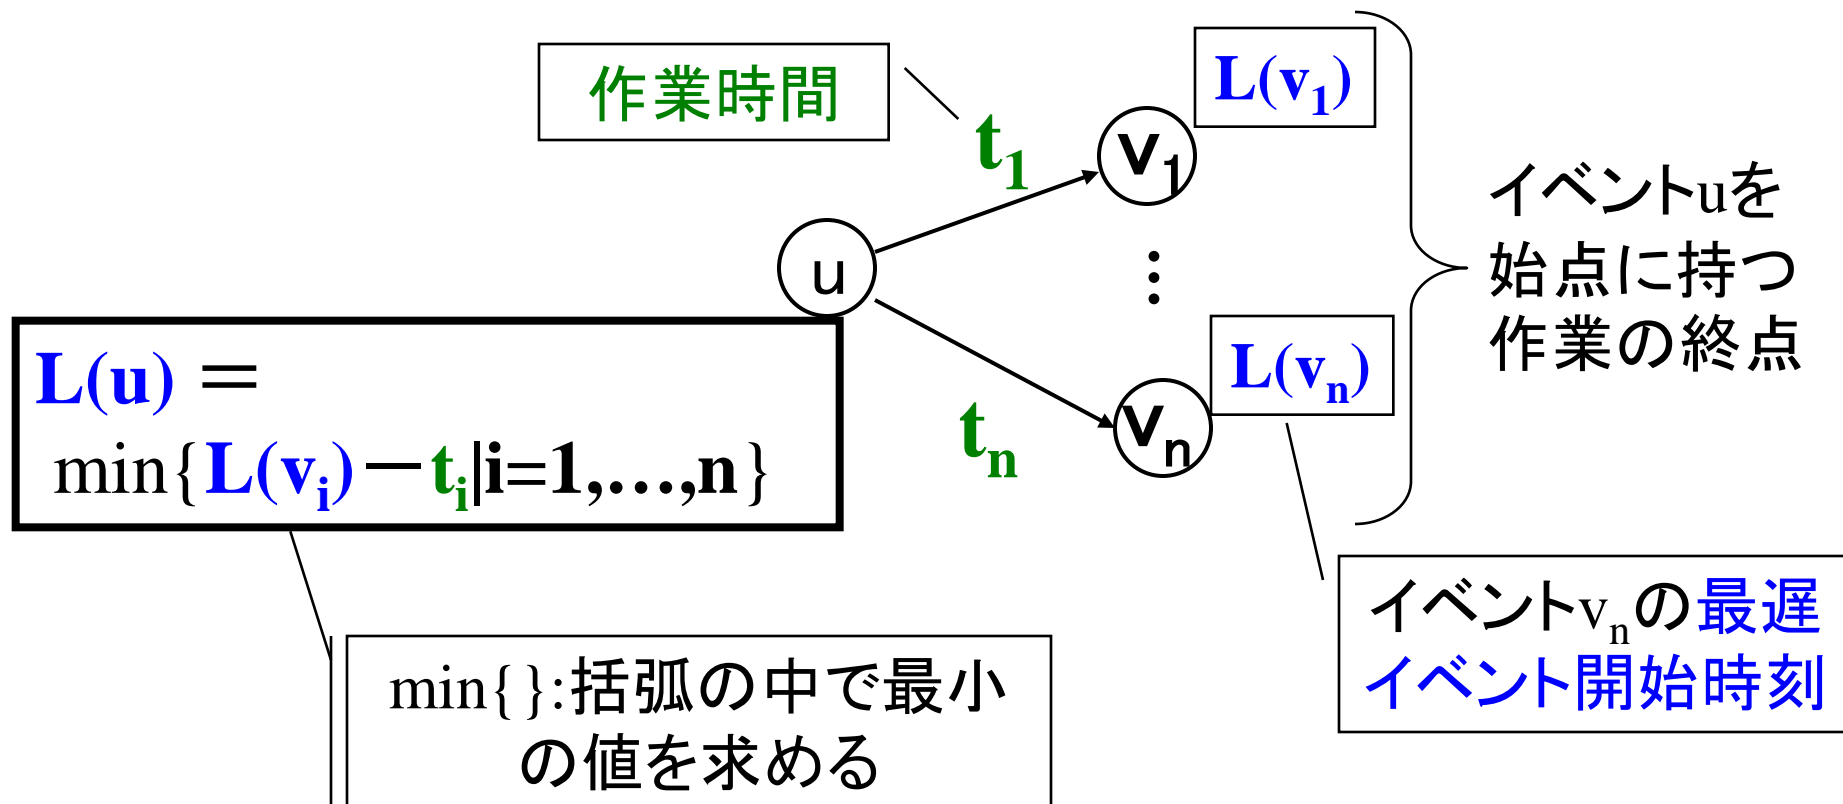 作業時間
t1
v1
L(v1)
u
⋮
tn
vn
L(vn)
イベントuを
始点に持つ
作業の終点
L(u) =
min{L(vi)－ti|i=1,…,n}
イベントvnの最遅
イベント開始時刻
min{ }:括弧の中で最小
の値を求める